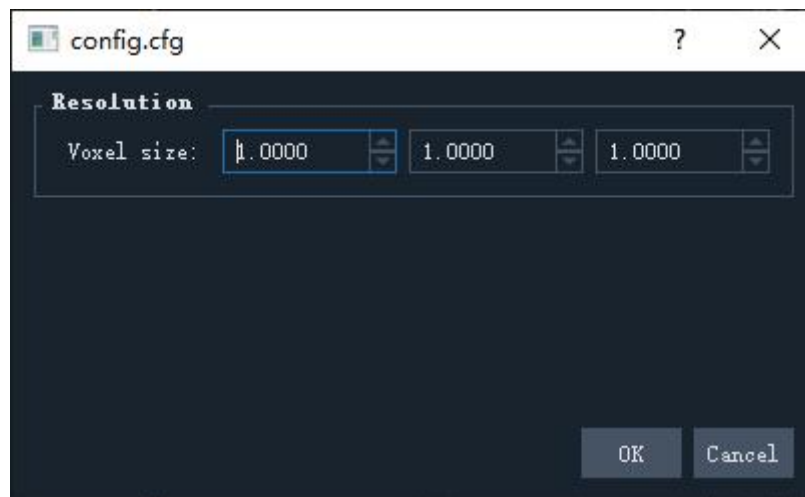 config.cfg ? ×
Resolution
Voxel size: 1.0000 1.0000 1.0000
OK Cancel